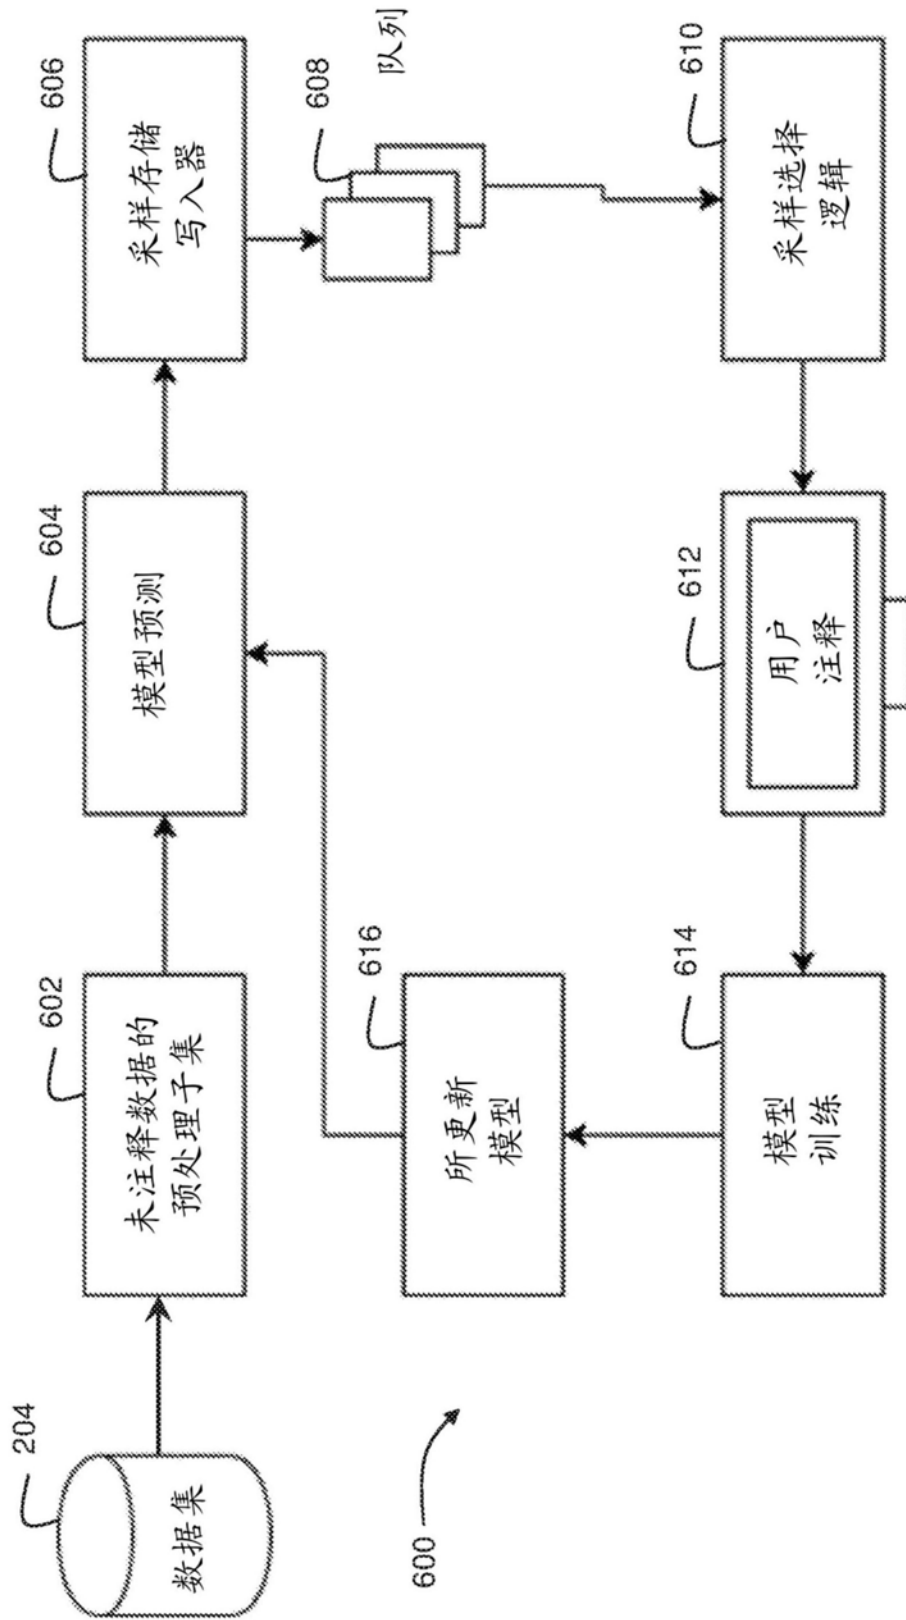 204
数据集
602
未注释数据的
预处理子集
604
模型预测
606
采样存储
写入器
608
队列
616
所更新
模型
600
614
模型
训练
612
用户
注释
610
采样选择
逻辑